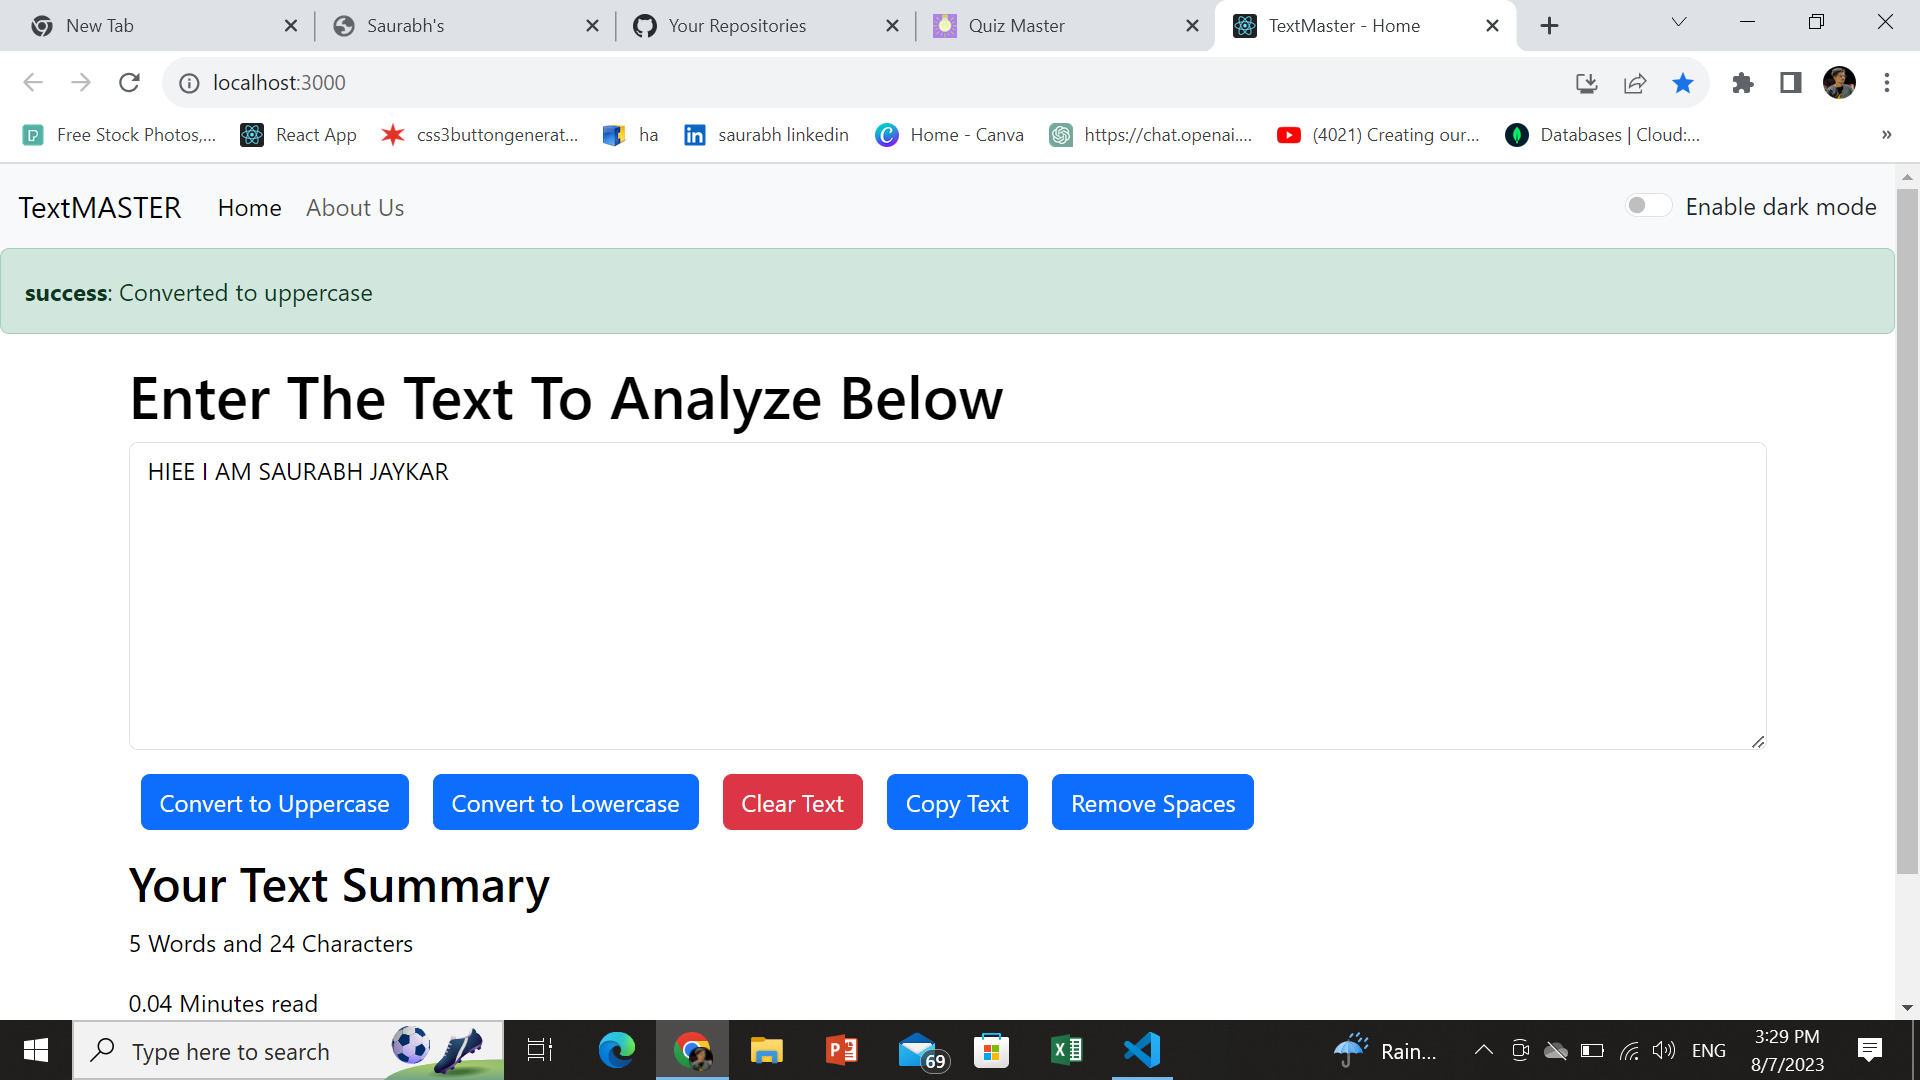 New Tab
Saurabh's
Your Repositories
Quiz Master
TextMaster - Home
localhost:3000
Free Stock Photos,...
React App
css3buttongenerat...
ha
saurabh linkedin
Home - Canva
https://chat.openai....
(4021) Creating our...
Databases | Cloud:...
»
TextMASTER
Home
About Us
Enable dark mode
success: Converted to uppercase
Enter The Text To Analyze Below
HIEE I AM SAURABH JAYKAR
Convert to Uppercase
Convert to Lowercase
Clear Text
Copy Text
Remove Spaces
Your Text Summary
5 Words and 24 Characters
0.04 Minutes read
Type here to search
69
Rain...
ENG
3:29 PM
8/7/2023